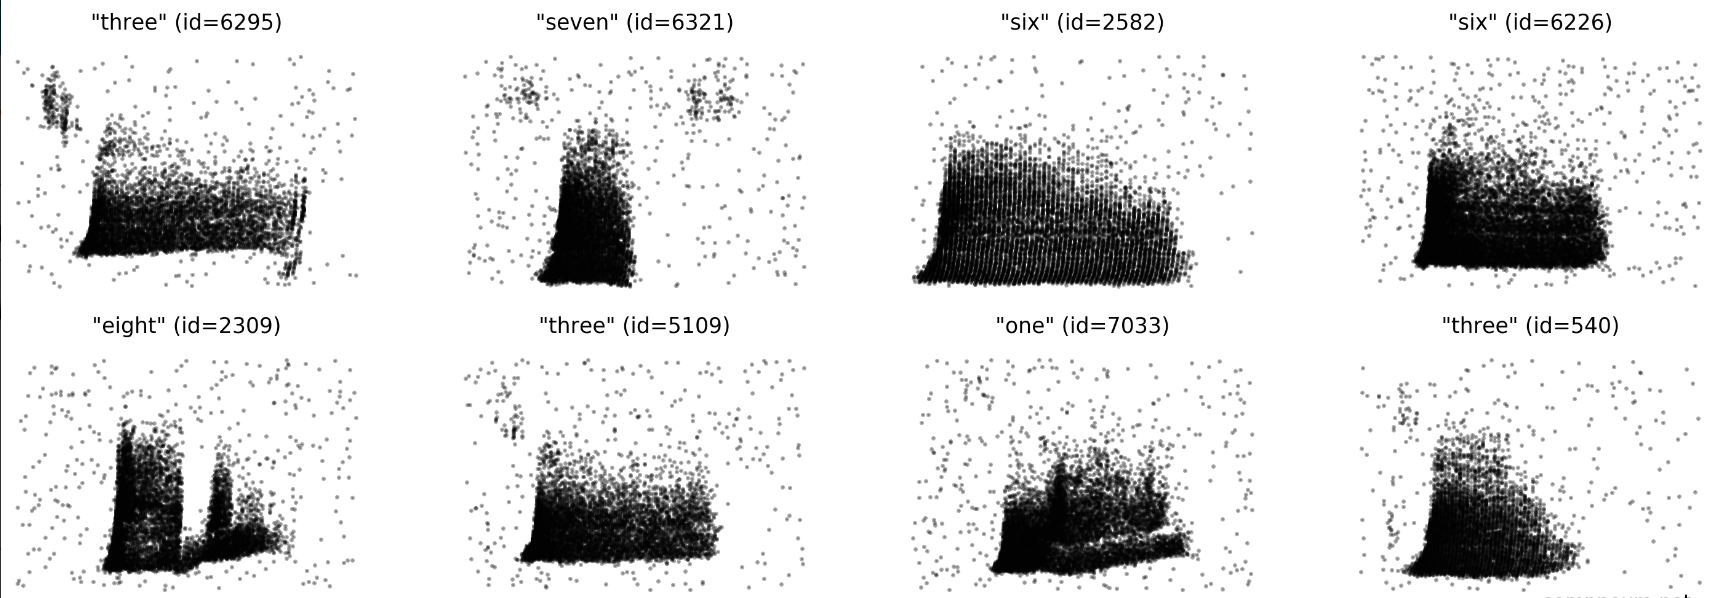 "three" (id=6295) "seven" (id=6321) "six" (id=2582) "six" (id=6226)
"eight" (id=2309) "three" (id=5109) "one" (id=7033) "three" (id=540)